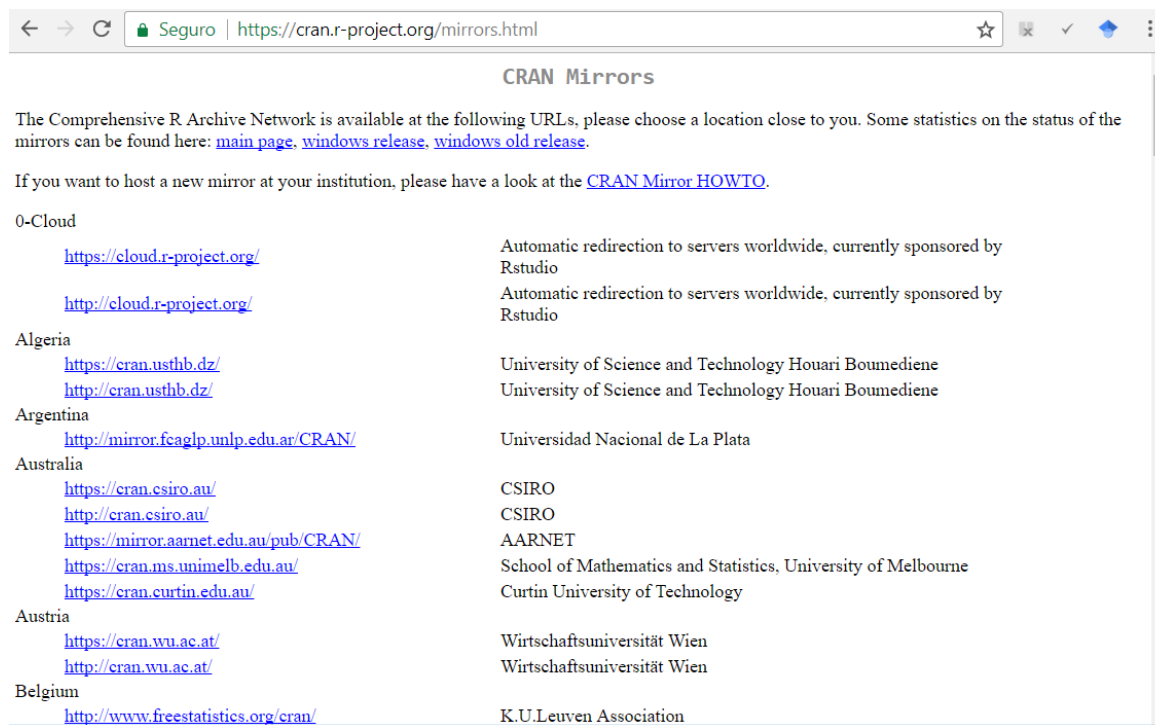 Seguro | https://cran.r-project.org/mirrors.html
CRAN Mirrors
The Comprehensive R Archive Network is available at the following URLs, please choose a location close to you. Some statistics on the status of the
mirrors can be found here: main page, windows release, windows old release.
If you want to host a new mirror at your institution, please have a look at the CRAN Mirror HOWTO.
0-Cloud
https://cloud.r-project.org/ Automatic redirection to servers worldwide, currently sponsored by
Rstudio
http://cloud.r-project.org/ Automatic redirection to servers worldwide, currently sponsored by
Rstudio
Algeria
https://cran.usthb.dz/ University of Science and Technology Houari Boumediene
http://cran.usthb.dz/ University of Science and Technology Houari Boumediene
Argentina
http://mirror.fcaglp.unlp.edu.ar/CRAN/ Universidad Nacional de La Plata
Australia
https://cran.csiro.au/ CSIRO
http://cran.csiro.au/ CSIRO
https://mirror.aarnet.edu.au/pub/CRAN/ AARNET
https://cran.ms.unimelb.edu.au/ School of Mathematics and Statistics, University of Melbourne
https://cran.curtin.edu.au/ Curtin University of Technology
Austria
https://cran.wu.ac.at/ Wirtschaftsuniversität Wien
http://cran.wu.ac.at/ Wirtschaftsuniversität Wien
Belgium
http://www.freestatistics.org/cran/ K.U.Leuven Association